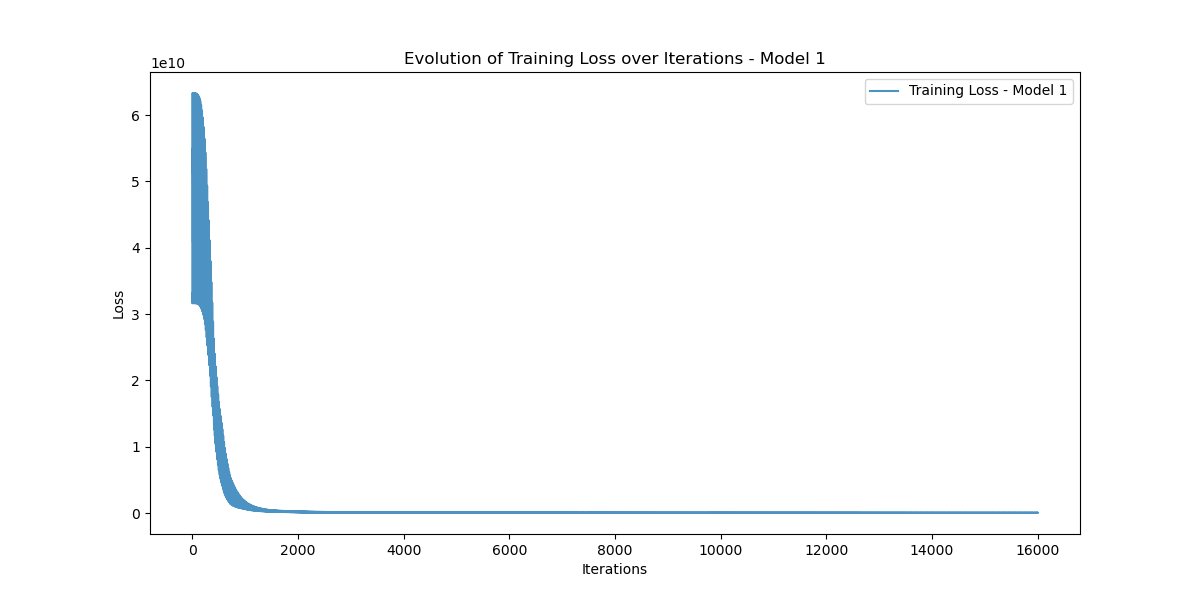 Evolution of Training Loss over Iterations - Model 1
1e10
Training Loss - Model 1
6
5
4
3
2
1
0
Loss
0 2000 4000 6000 8000 10000 12000 14000 16000
Iterations